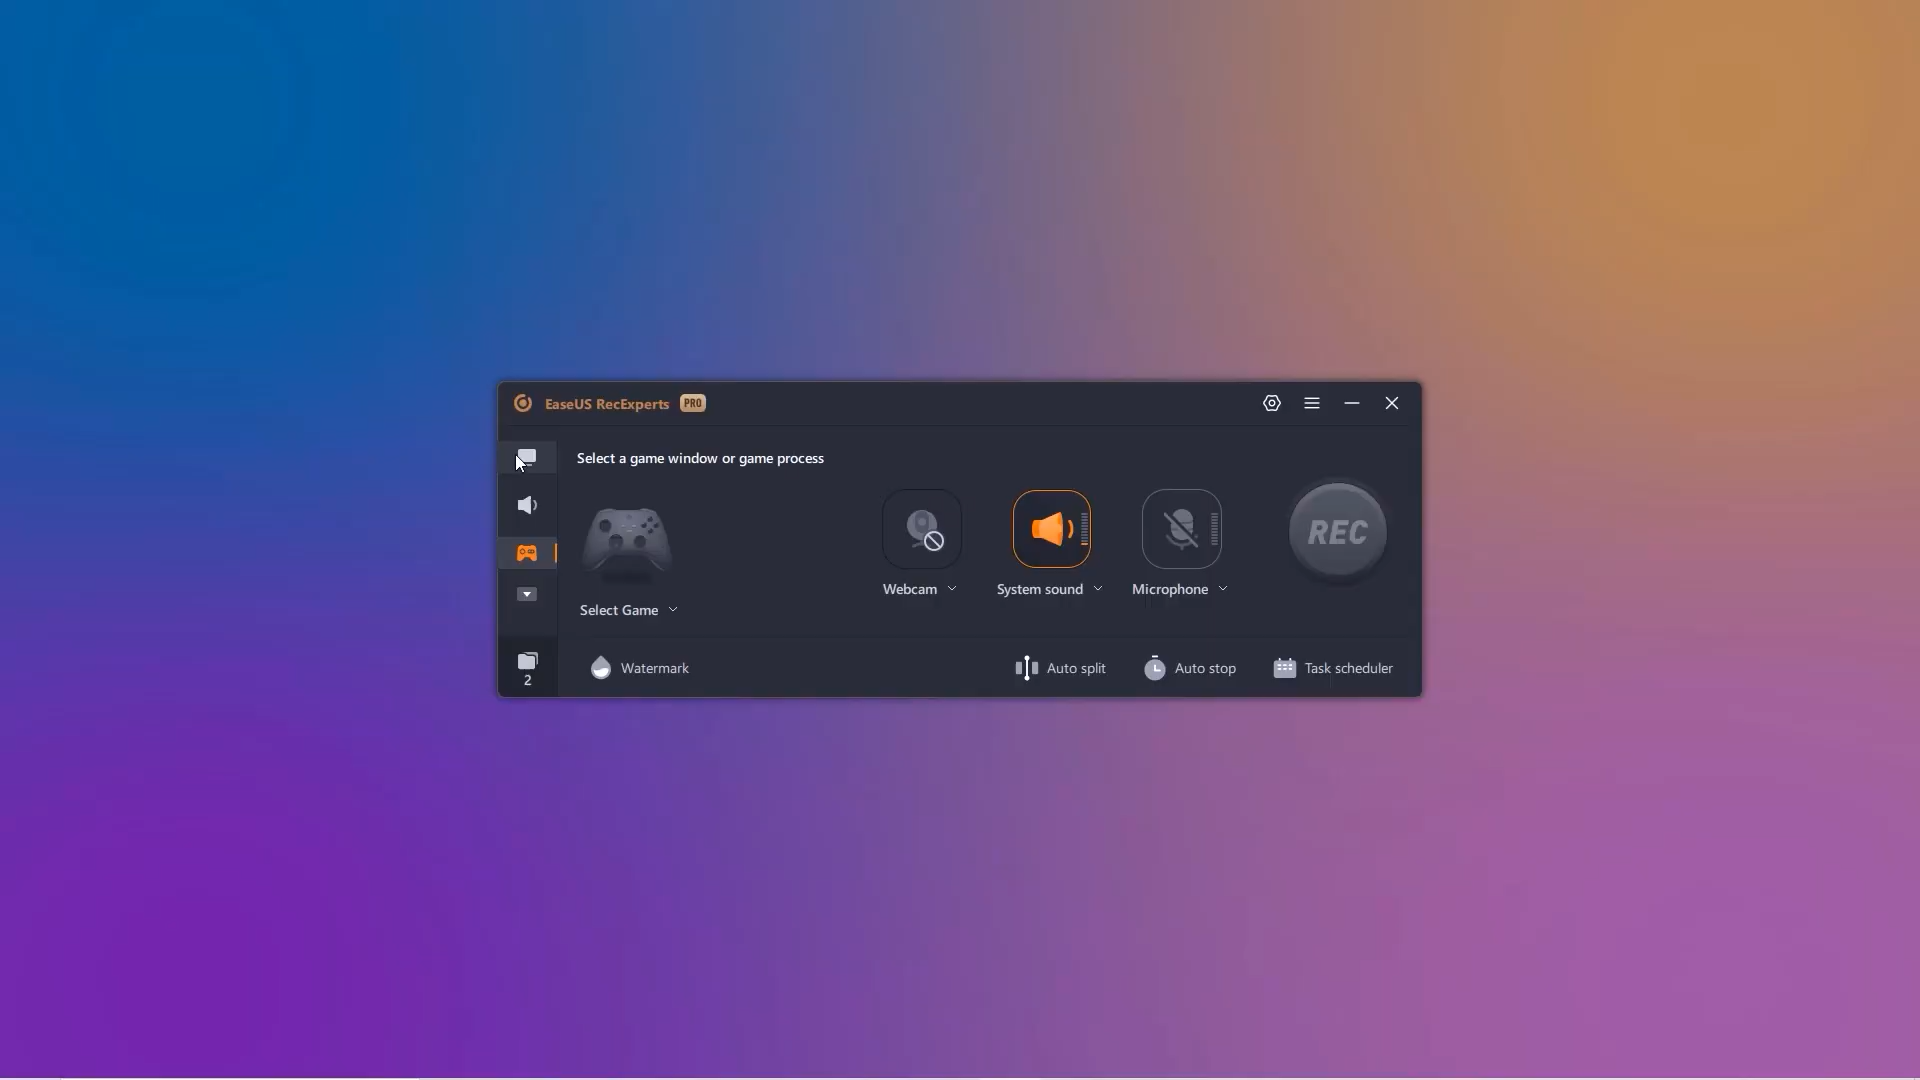 EaseUS RecExperts PRO
Select a game window or game process
REC
Webcam
System sound
Microphone
Select Game
Watermark
Auto split
Auto stop
Task scheduler
2